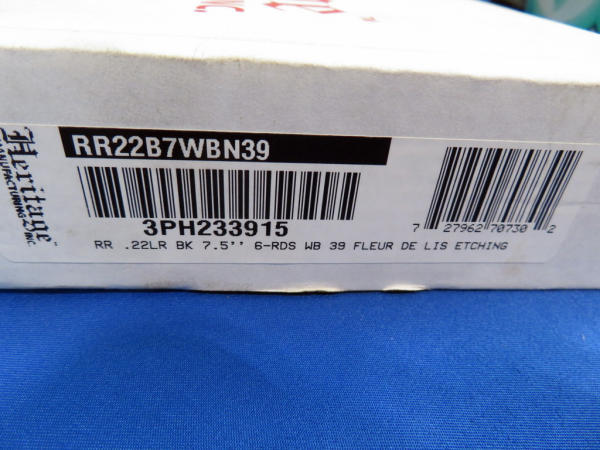 INC.
Heritage
MANUFACTURING, INC.
RR22B7WBN39
3PH233915
7 27962 70730 2
RR .22LR BK 7.5'' 6-RDS WB 39 FLEUR DE LIS ETCHING